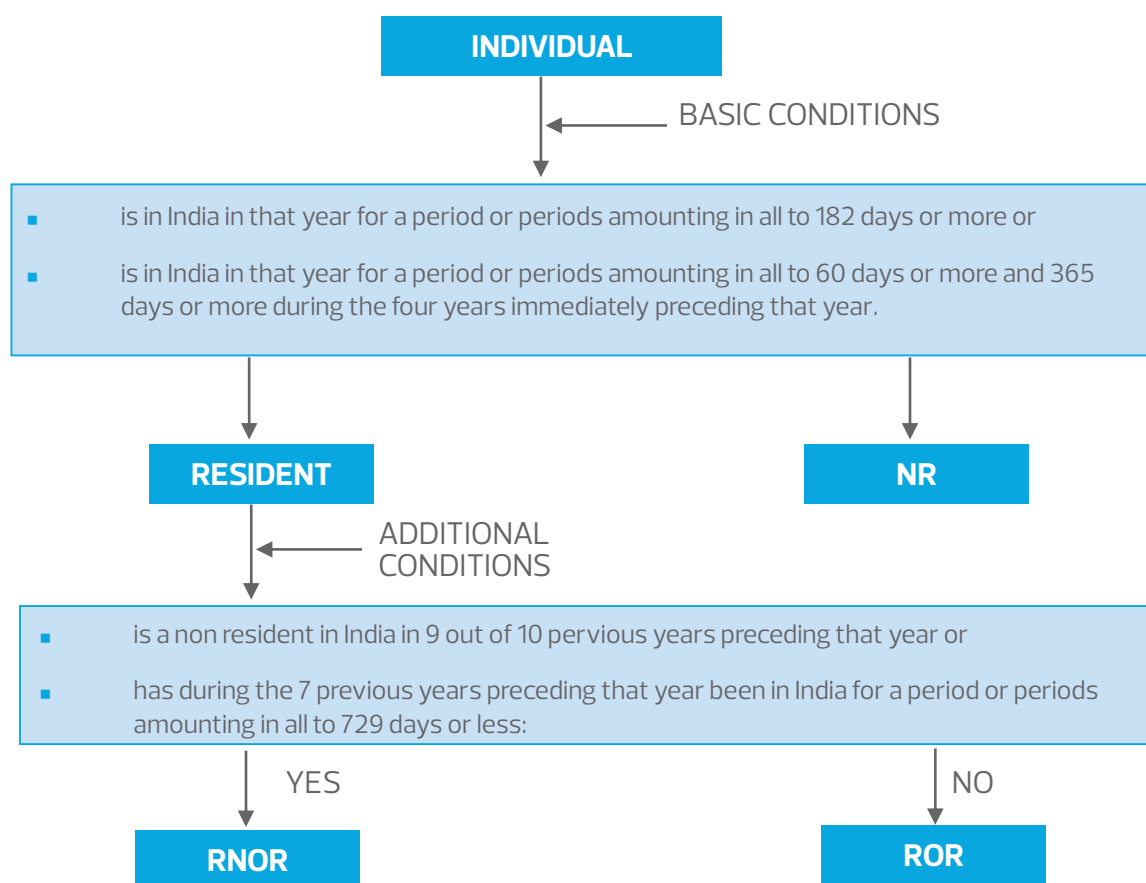 INDIVIDUAL
BASIC CONDITIONS
▪ is in India in that year for a period or periods amounting in all to 182 days or more or
▪ is in India in that year for a period or periods amounting in all to 60 days or more and 365
days or more during the four years immediately preceding that year.
RESIDENT
NR
ADDITIONAL
CONDITIONS
▪ is a non resident in India in 9 out of 10 pervious years preceding that year or
▪ has during the 7 previous years preceding that year been in India for a period or periods
amounting in all to 729 days or less:
YES
NO
RNOR
ROR